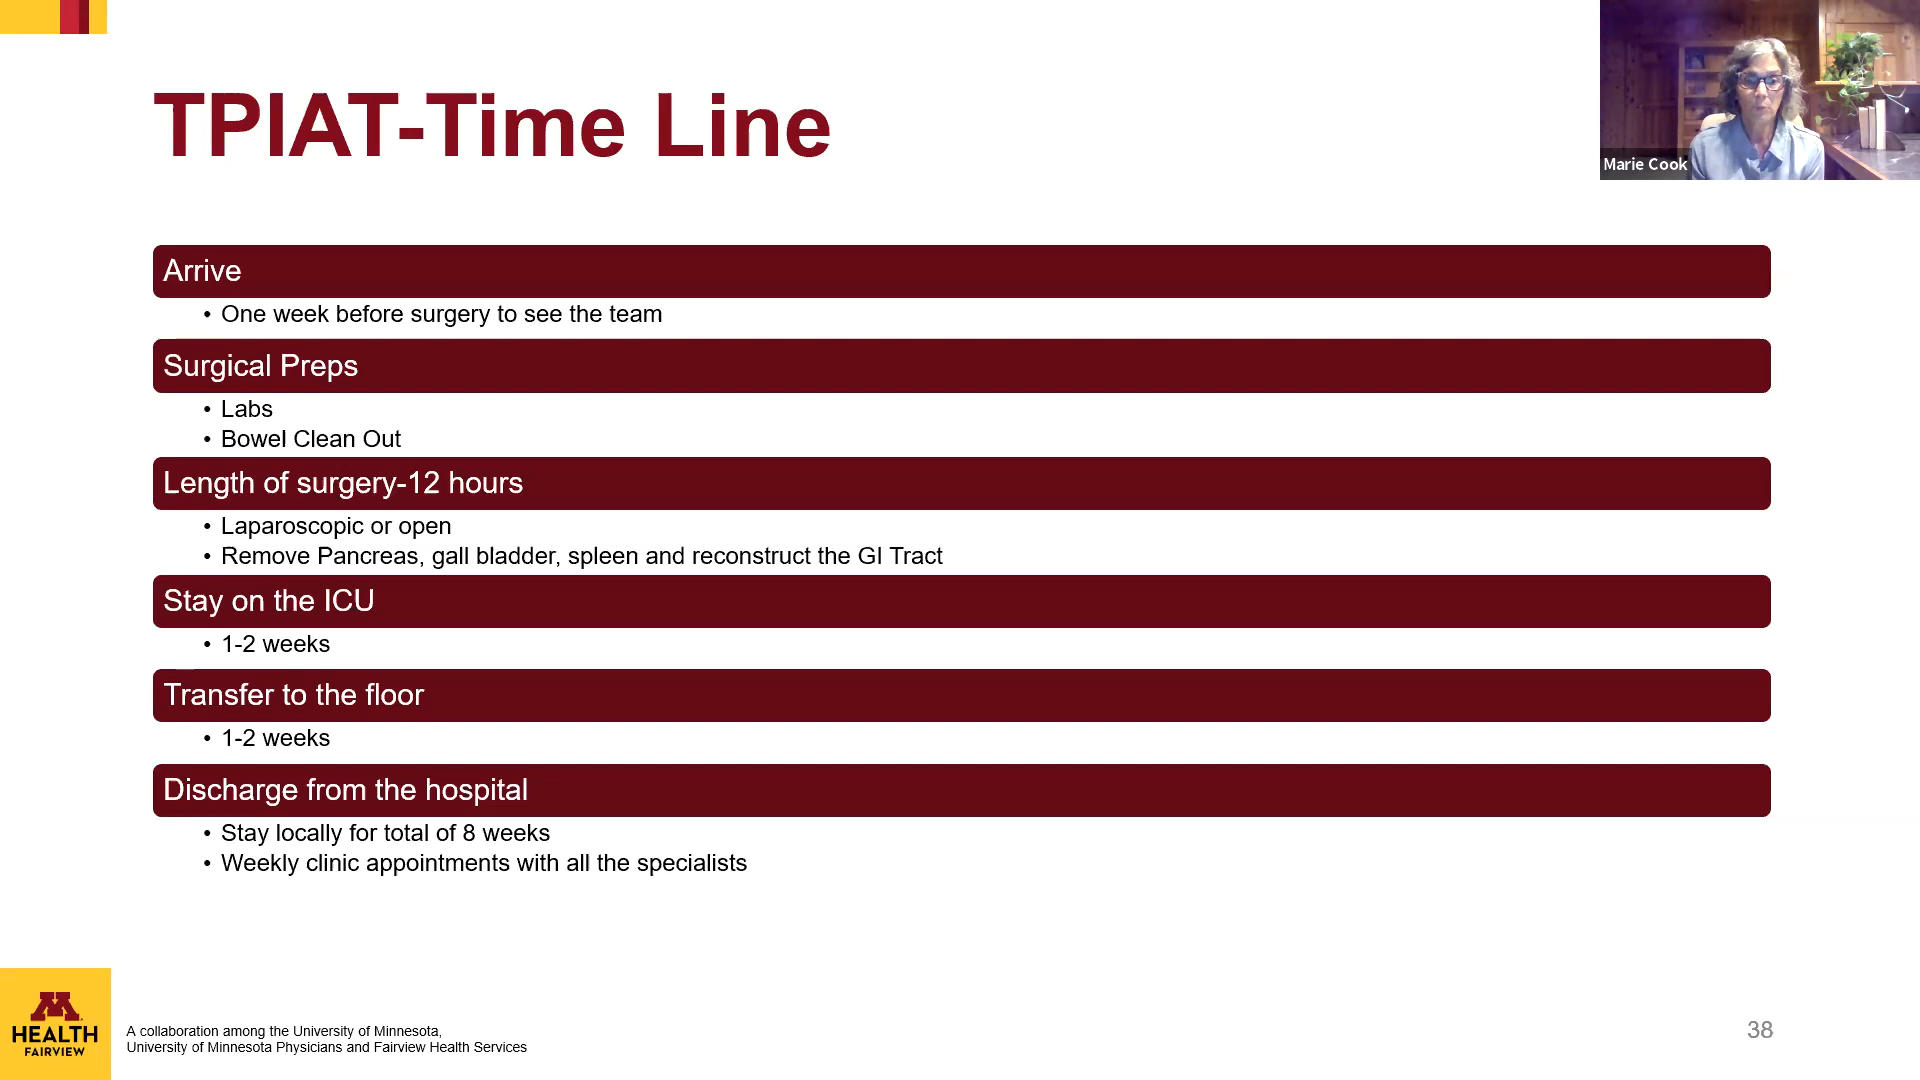 TPIAT-Time Line
Marie Cook
Arrive
• One week before surgery to see the team
Surgical Preps
• Labs
• Bowel Clean Out
Length of surgery-12 hours
• Laparoscopic or open
• Remove Pancreas, gall bladder, spleen and reconstruct the GI Tract
Stay on the ICU
• 1-2 weeks
Transfer to the floor
• 1-2 weeks
Discharge from the hospital
• Stay locally for total of 8 weeks
• Weekly clinic appointments with all the specialists
M
HEALTH
FAIRVIEW
A collaboration among the University of Minnesota,
University of Minnesota Physicians and Fairview Health Services
38